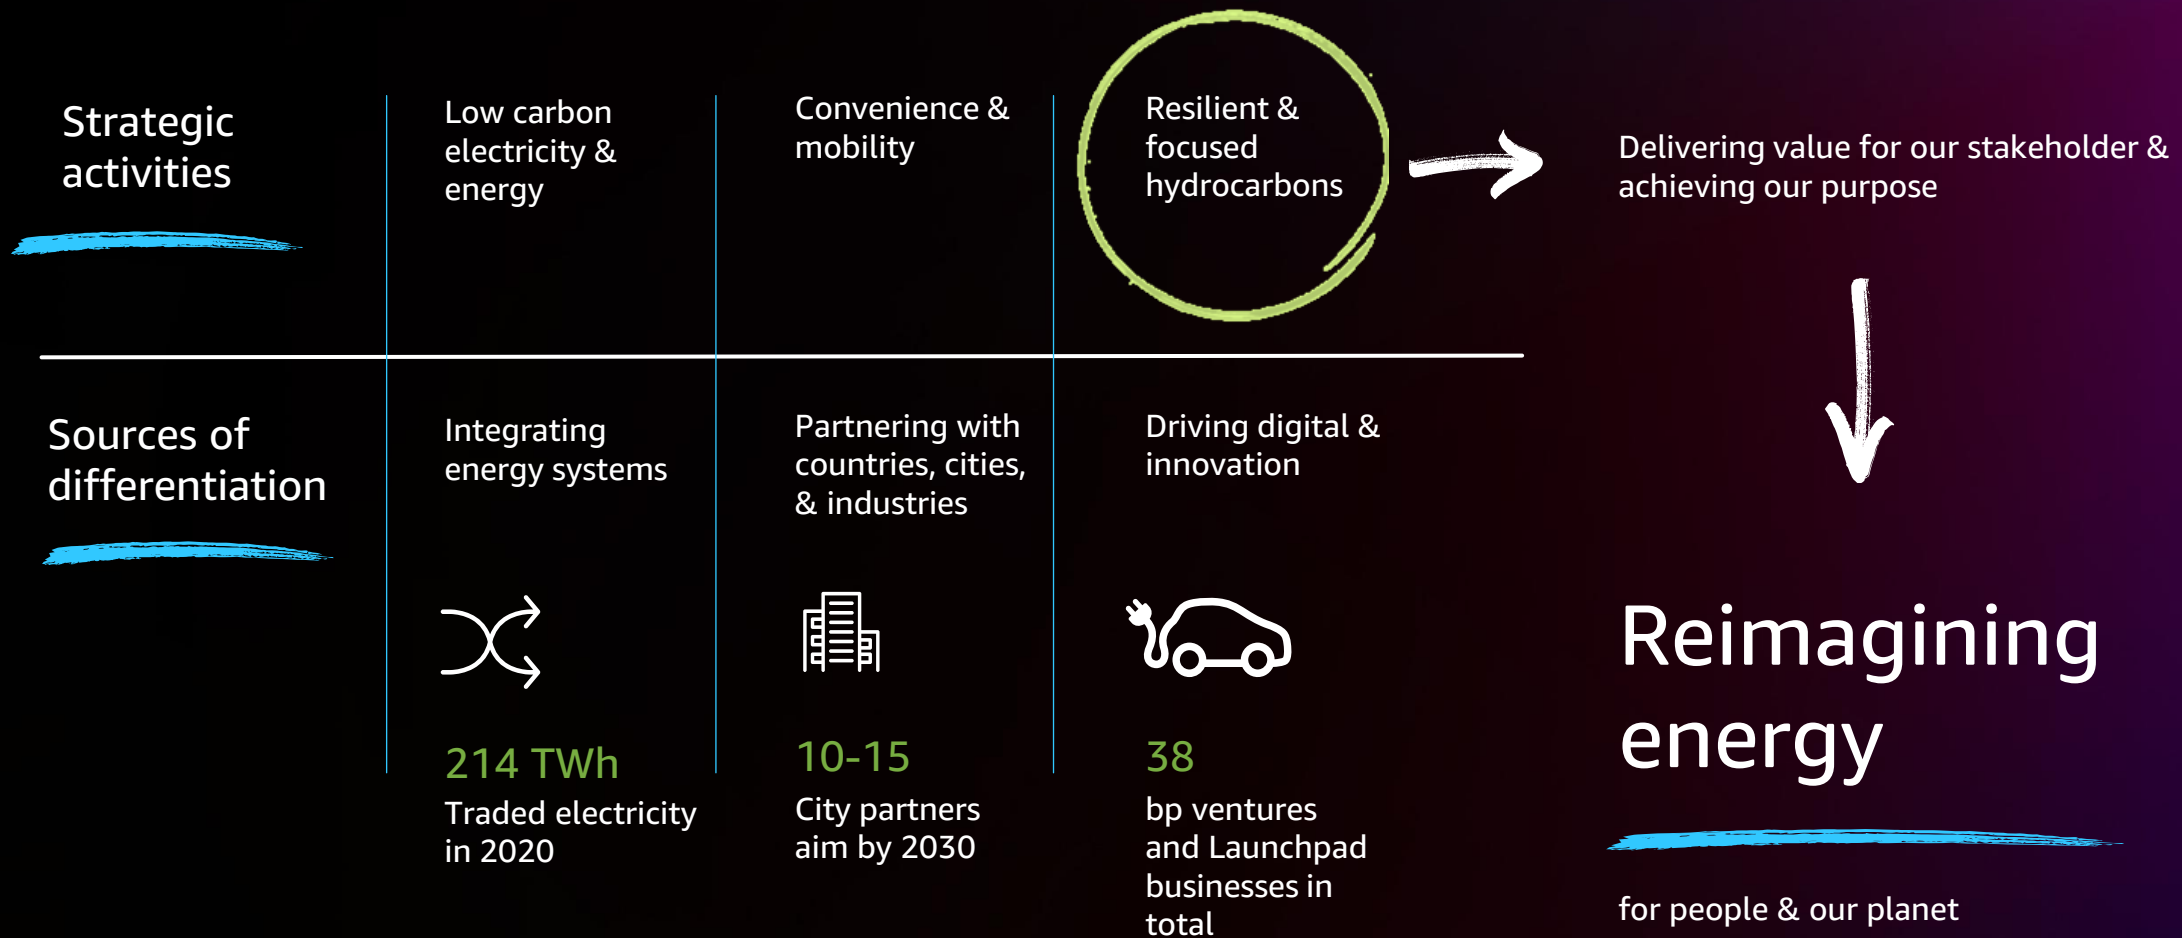 Strategic
activities
Low carbon
electricity &
energy
Convenience &
mobility
Resilient &
focused
hydrocarbons
Delivering value for our stakeholder &
achieving our purpose
Sources of
differentiation
Integrating
energy systems
Partnering with
countries, cities,
& industries
Driving digital &
innovation
214 TWh
Traded electricity
in 2020
10-15
City partners
aim by 2030
38
bp ventures
and Launchpad
businesses in
total
Reimagining
energy
for people & our planet